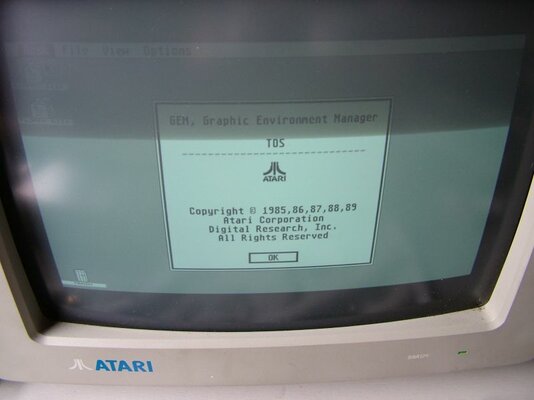 File View Options
GEM, Graphic Environment Manager
TOS
ATARI
Copyright © 1985,86,87,88,89
Atari Corporation
Digital Research, Inc.
All Rights Reserved
OK
ATARI